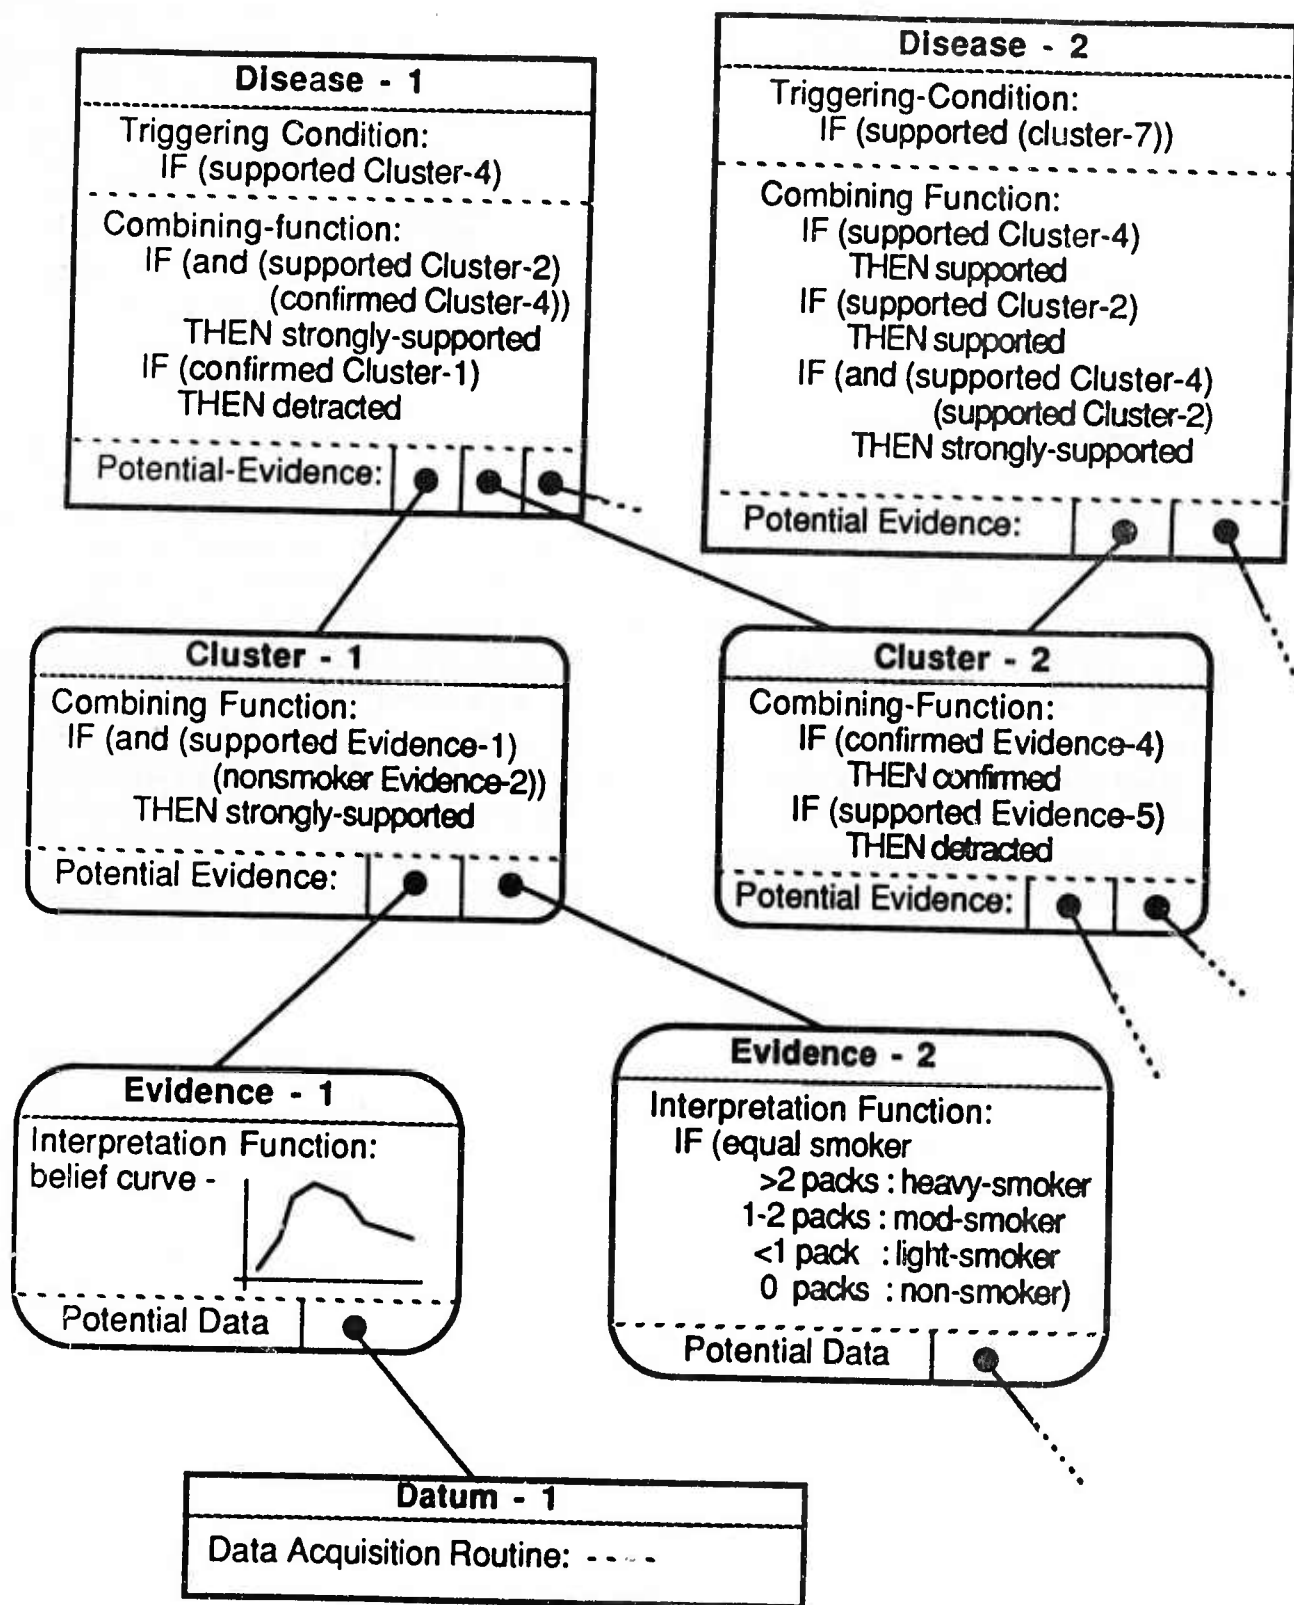 Disease - 1
Triggering Condition:
IF (supported Cluster-4)
Combining-function:
IF (and (supported Cluster-2)
(confirmed Cluster-4))
THEN strongly-supported
IF (confirmed Cluster-1)
THEN detracted
Potential-Evidence:
Disease - 2
Triggering-Condition:
IF (supported (cluster-7))
Combining Function:
IF (supported Cluster-4)
THEN supported
IF (supported Cluster-2)
THEN supported
IF (and (supported Cluster-4)
(supported Cluster-2)
THEN strongly-supported
Potential Evidence:
Cluster - 1
Combining Function:
IF (and (supported Evidence-1)
(nonsmoker Evidence-2))
THEN strongly-supported
Potential Evidence:
Cluster - 2
Combining-Function:
IF (confirmed Evidence-4)
THEN confirmed
IF (supported Evidence-5)
THEN detracted
Potential Evidence:
Evidence - 1
Interpretation Function:
belief curve -
Potential Data
Evidence - 2
Interpretation Function:
IF (equal smoker
>2 packs : heavy-smoker
1-2 packs : mod-smoker
<1 pack : light-smoker
0 packs : non-smoker)
Potential Data
Datum - 1
Data Acquisition Routine: - - - - -